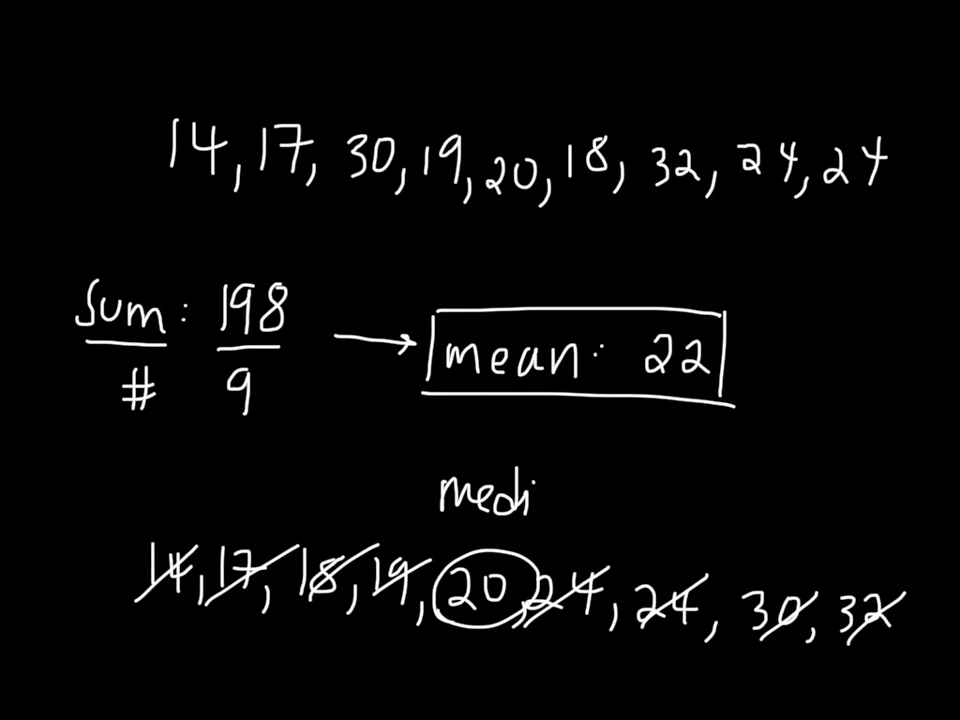 14, 17, 30, 19, 20, 18, 32, 24, 24
Sum: 198
# 9
mean: 22
medi
14, 17, 18, 19, 20, 24, 24, 30, 32